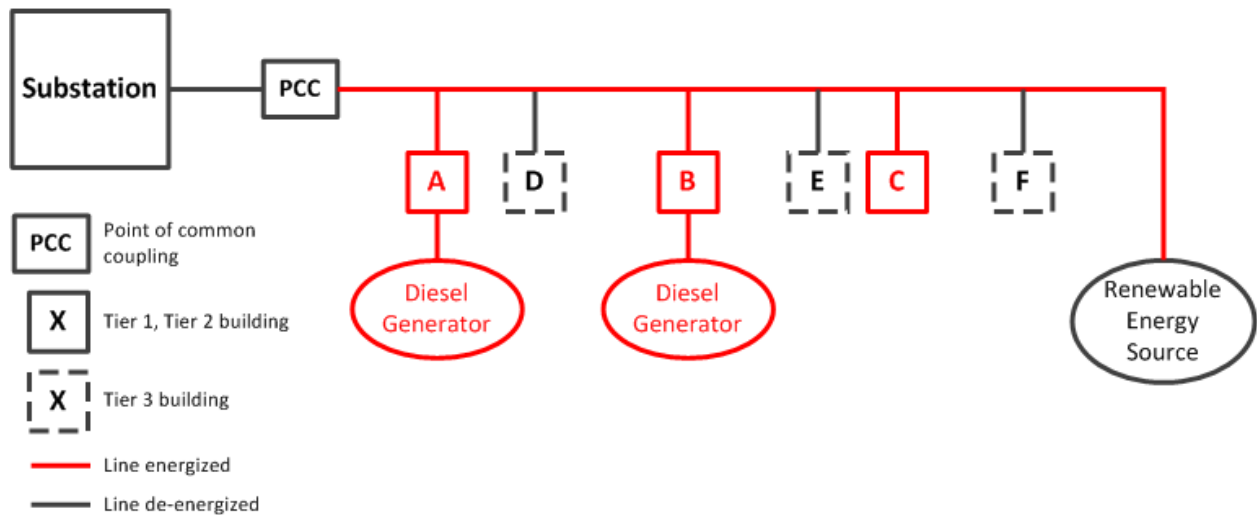 Substation
PCC
A
D
B
E
C
F
Diesel
Generator
Diesel
Generator
Renewable
Energy
Source
PCC
Point of common
coupling
X
Tier 1, Tier 2 building
X
Tier 3 building
Line energized
Line de-energized